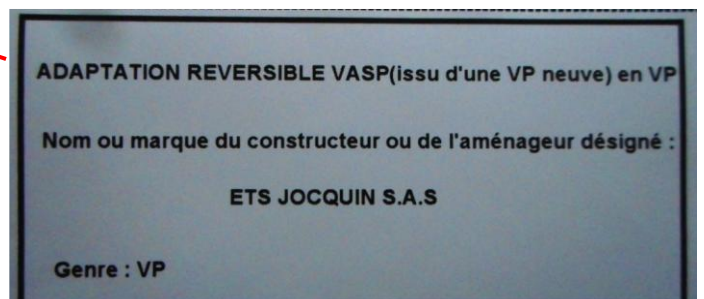 ADAPTATION REVERSIBLE VASP(issu d'une VP neuve) en VP
Nom ou marque du constructeur ou de l'aménageur désigné :
ETS JOCQUIN S.A.S
Genre : VP